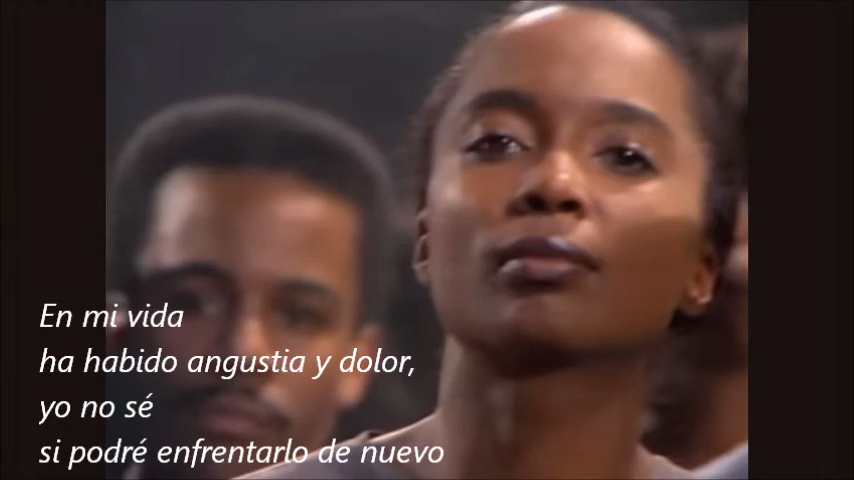 En mi vida
ha habido angustia y dolor,
yo no sé
si podré enfrentarlo de nuevo